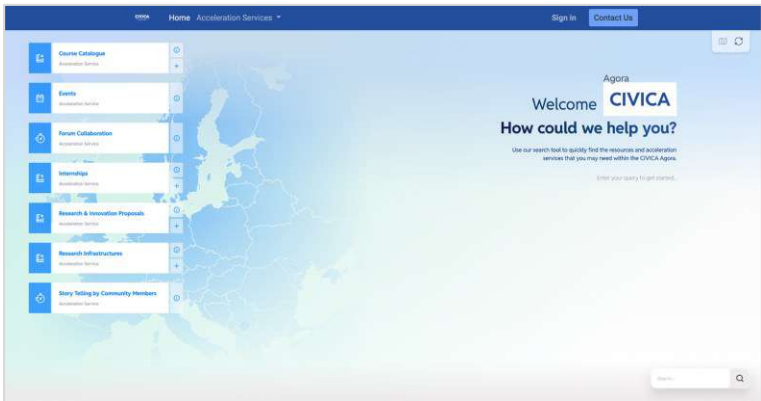 CIVICA
Home
Acceleration Services
Sign in
Contact Us
Course Catalogue
Acceleration Service
Events
Acceleration Service
Forum Collaboration
Acceleration Service
Internships
Acceleration Service
Research & Innovation Proposals
Acceleration Service
Research Infrastructures
Acceleration Service
Story Telling by Community Members
Acceleration Service
Agora
Welcome CIVICA
How could we help you?
Use our search tool to quickly find the resources and acceleration
services that you may need within the CIVICA Agora.
Enter your query to get started...
Search...